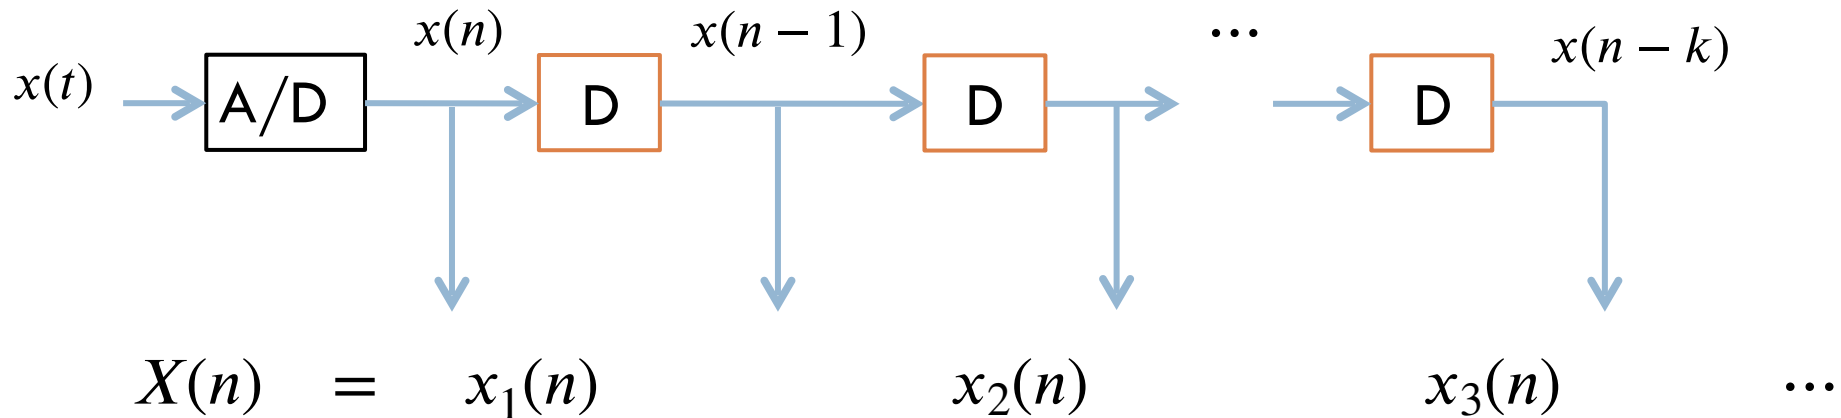 x(n) x(n − 1) ··· x(n − k)
x(t) A/D D D D
X(n) = x₁(n) x₂(n) x₃(n) ···